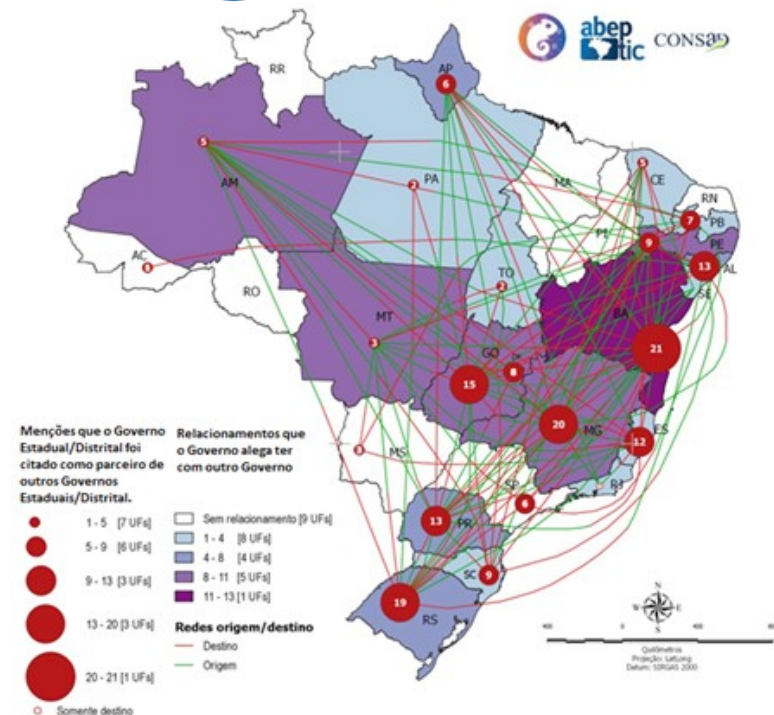 abep
tic
CONSAD
RR
AP
6
5
AM
2
PA
MA
5
CE
RN
7
PB
PI
9
PE
13
AL
SE
AC
RO
TO
2
MT
3
BA
21
GO
8
15
20
MG
ES
12
MS
SP
6
RJ
13
PR
SC
9
19
RS
Menções que o Governo
Estadual/Distrital foi
citado como parceiro de
outros Governos
Estaduais/Distrital.
1 - 5 [7 UFs]
5 - 9 [6 UFs]
9 - 13 [3 UFs]
13 - 20 [3 UFs]
20 - 21 [1 UFs]
Somente destino
Relacionamentos que
o Governo alega ter
com outro Governo
Sem relacionamento [9 UFs]
1 - 4 [8 UFs]
4 - 8 [4 UFs]
8 - 11 [5 UFs]
11 - 13 [1 UFs]
Redes origem/destino
Destino
Origem
N
W
E
S
400
0
400
Quilômetros
Projeção: LatLong
Datum: SIRGAS 2000